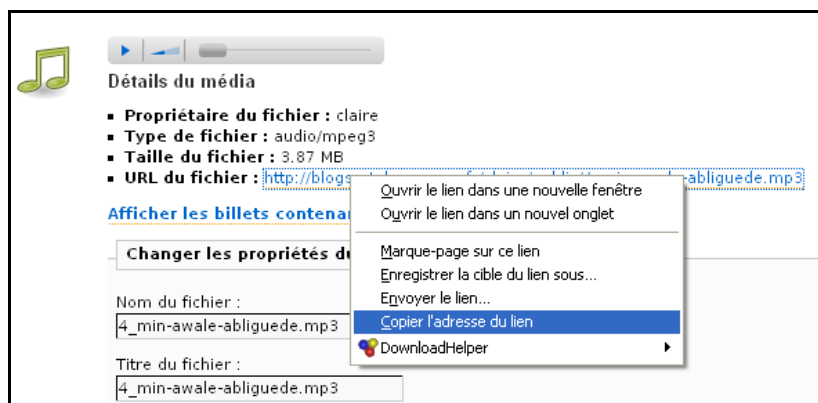 Détails du média
Propriétaire du fichier : claire
Type de fichier : audio/mpeg3
Taille du fichier : 3.87 MB
URL du fichier : http://blogs -abliguede.mp3
Afficher les billets contena
Changer les propriétés du
Nom du fichier :
4_min-awale-abliguede.mp3
Titre du fichier :
4_min-awale-abliguede.mp3
Ouvrir le lien dans une nouvelle fenêtre
Ouvrir le lien dans un nouvel onglet
Marque-page sur ce lien
Enregistrer la cible du lien sous...
Envoyer le lien...
Copier l'adresse du lien
DownloadHelper